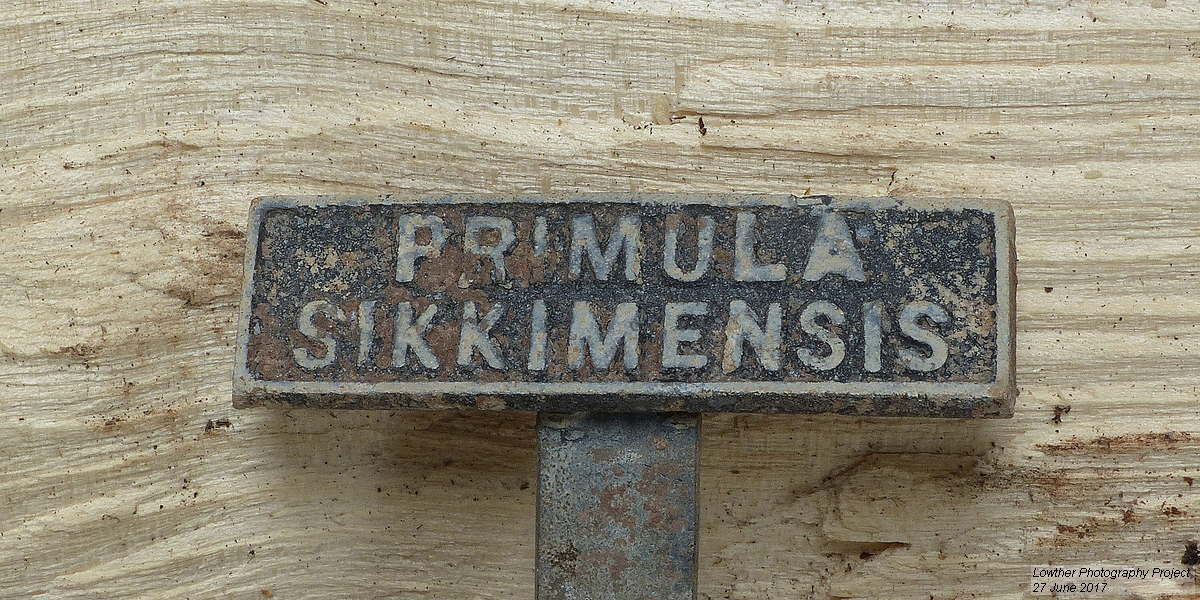 PRIMULA
SIKKIMENSIS
Lowther Photography Project
27 June 2017